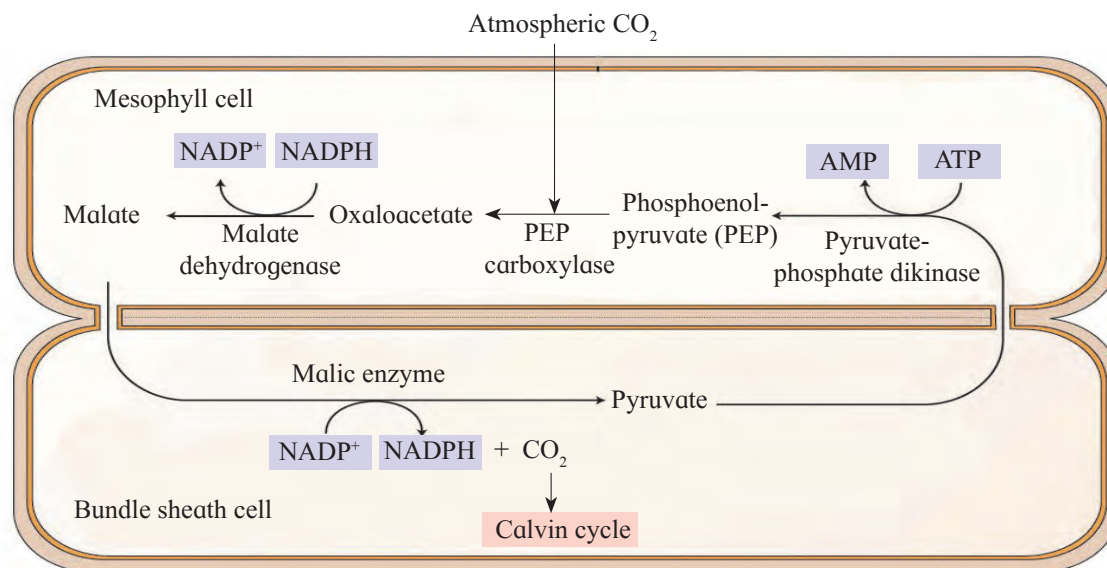 Atmospheric CO₂
Mesophyll cell
NADP⁺ NADPH
AMP ATP
Malate
Oxaloacetate
Phosphoenol-
pyruvate (PEP)
Malate
dehydrogenase
PEP
carboxylase
Pyruvate-
phosphate dikinase
Malic enzyme
Pyruvate
NADP⁺ NADPH + CO₂
Bundle sheath cell
Calvin cycle